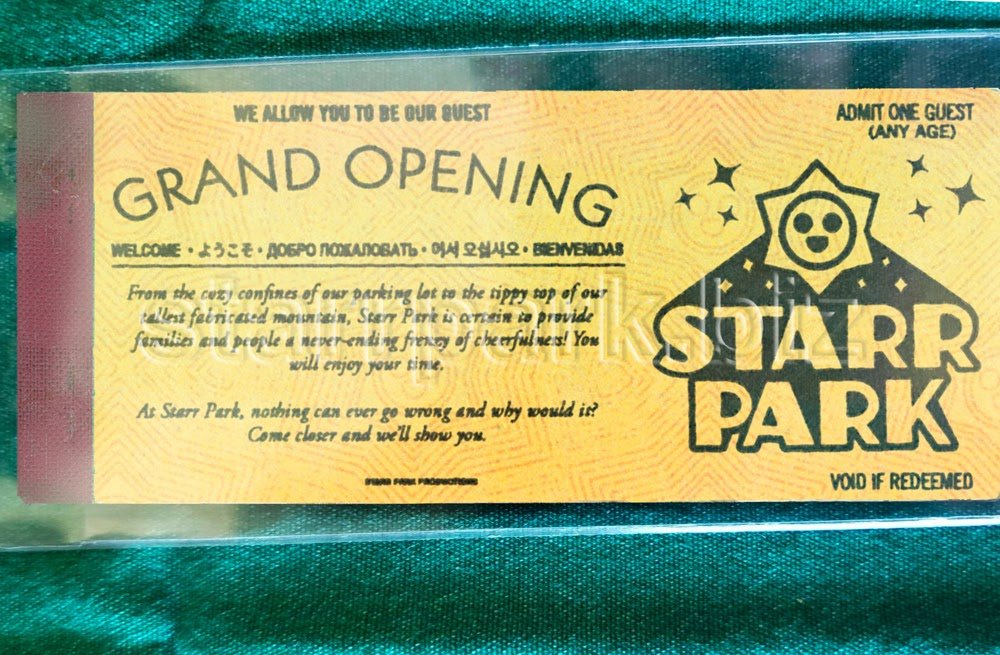 WE ALLOW YOU TO BE OUR GUEST
ADMIT ONE GUEST
(ANY AGE)
GRAND OPENING
WELCOME • ようこそ • ДОБРО ПОЖАЛОВАТЬ • 어서 오십시오 • BIENVENIDAS
From the cozy confines of our parking lot to the tippy top of our
tallest fabricated mountain, Starr Park is certain to provide
families and people a never-ending frenzy of cheerfulness! You
will enjoy your time.
At Starr Park, nothing can ever go wrong and why would it?
Come closer and we'll show you.
STARR PARK PRODUCTIONS
STARR
PARK
VOID IF REDEEMED
starrpark.biz